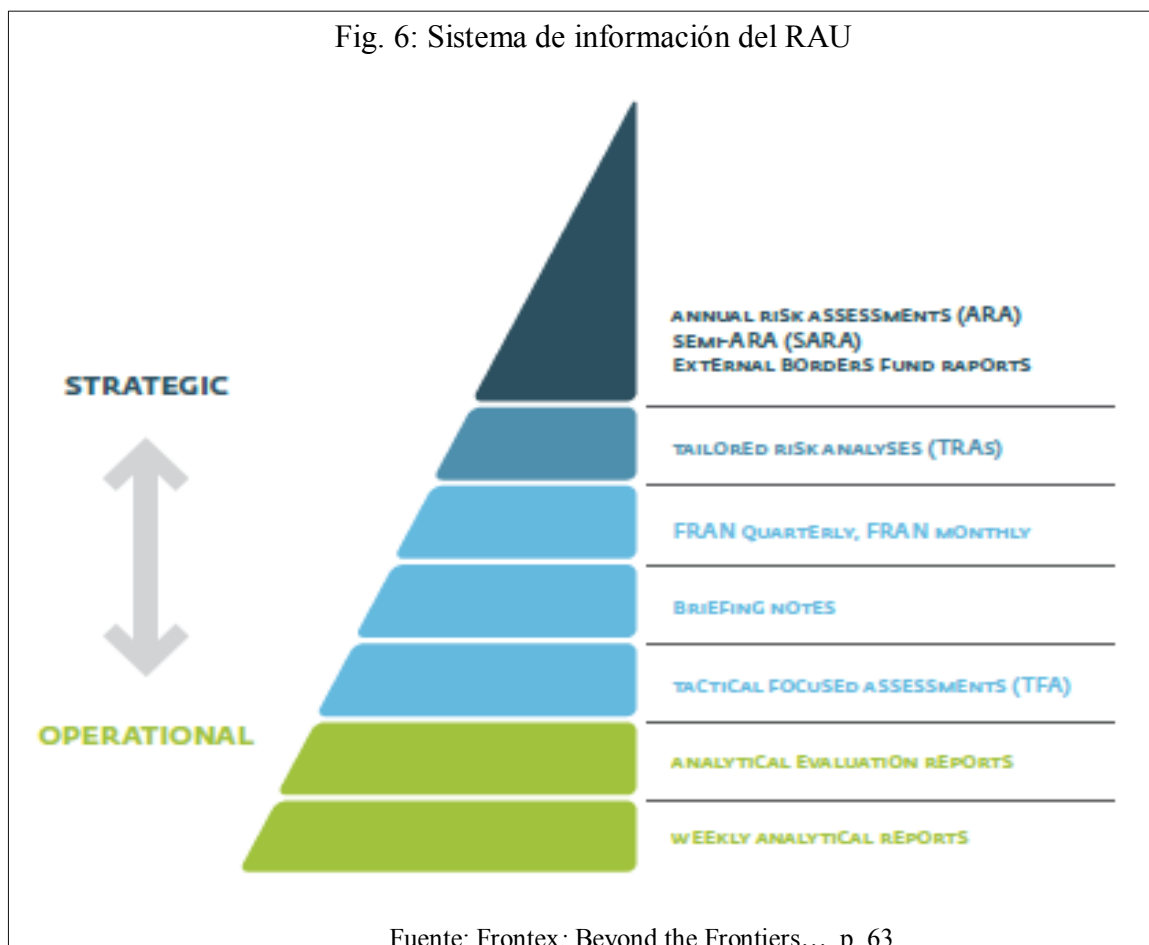 Fig. 6: Sistema de información del RAU
ANNUAL RISK ASSESSMENTS (ARA)
SEMI-ARA (SARA)
EXTERNAL BORDERS FUND RAPORTS
STRATEGIC
TAILORED RISK ANALYSES (TRAs)
FRAN QUARTERLY, FRAN MONTHLY
BRIEFING NOTES
TACTICAL FOCUSED ASSESSMENTS (TFA)
OPERATIONAL
ANALYTICAL EVALUATION REPORTS
WEEKLY ANALYTICAL REPORTS
Fuente: Frontex: Beyond the Frontiers… p. 63